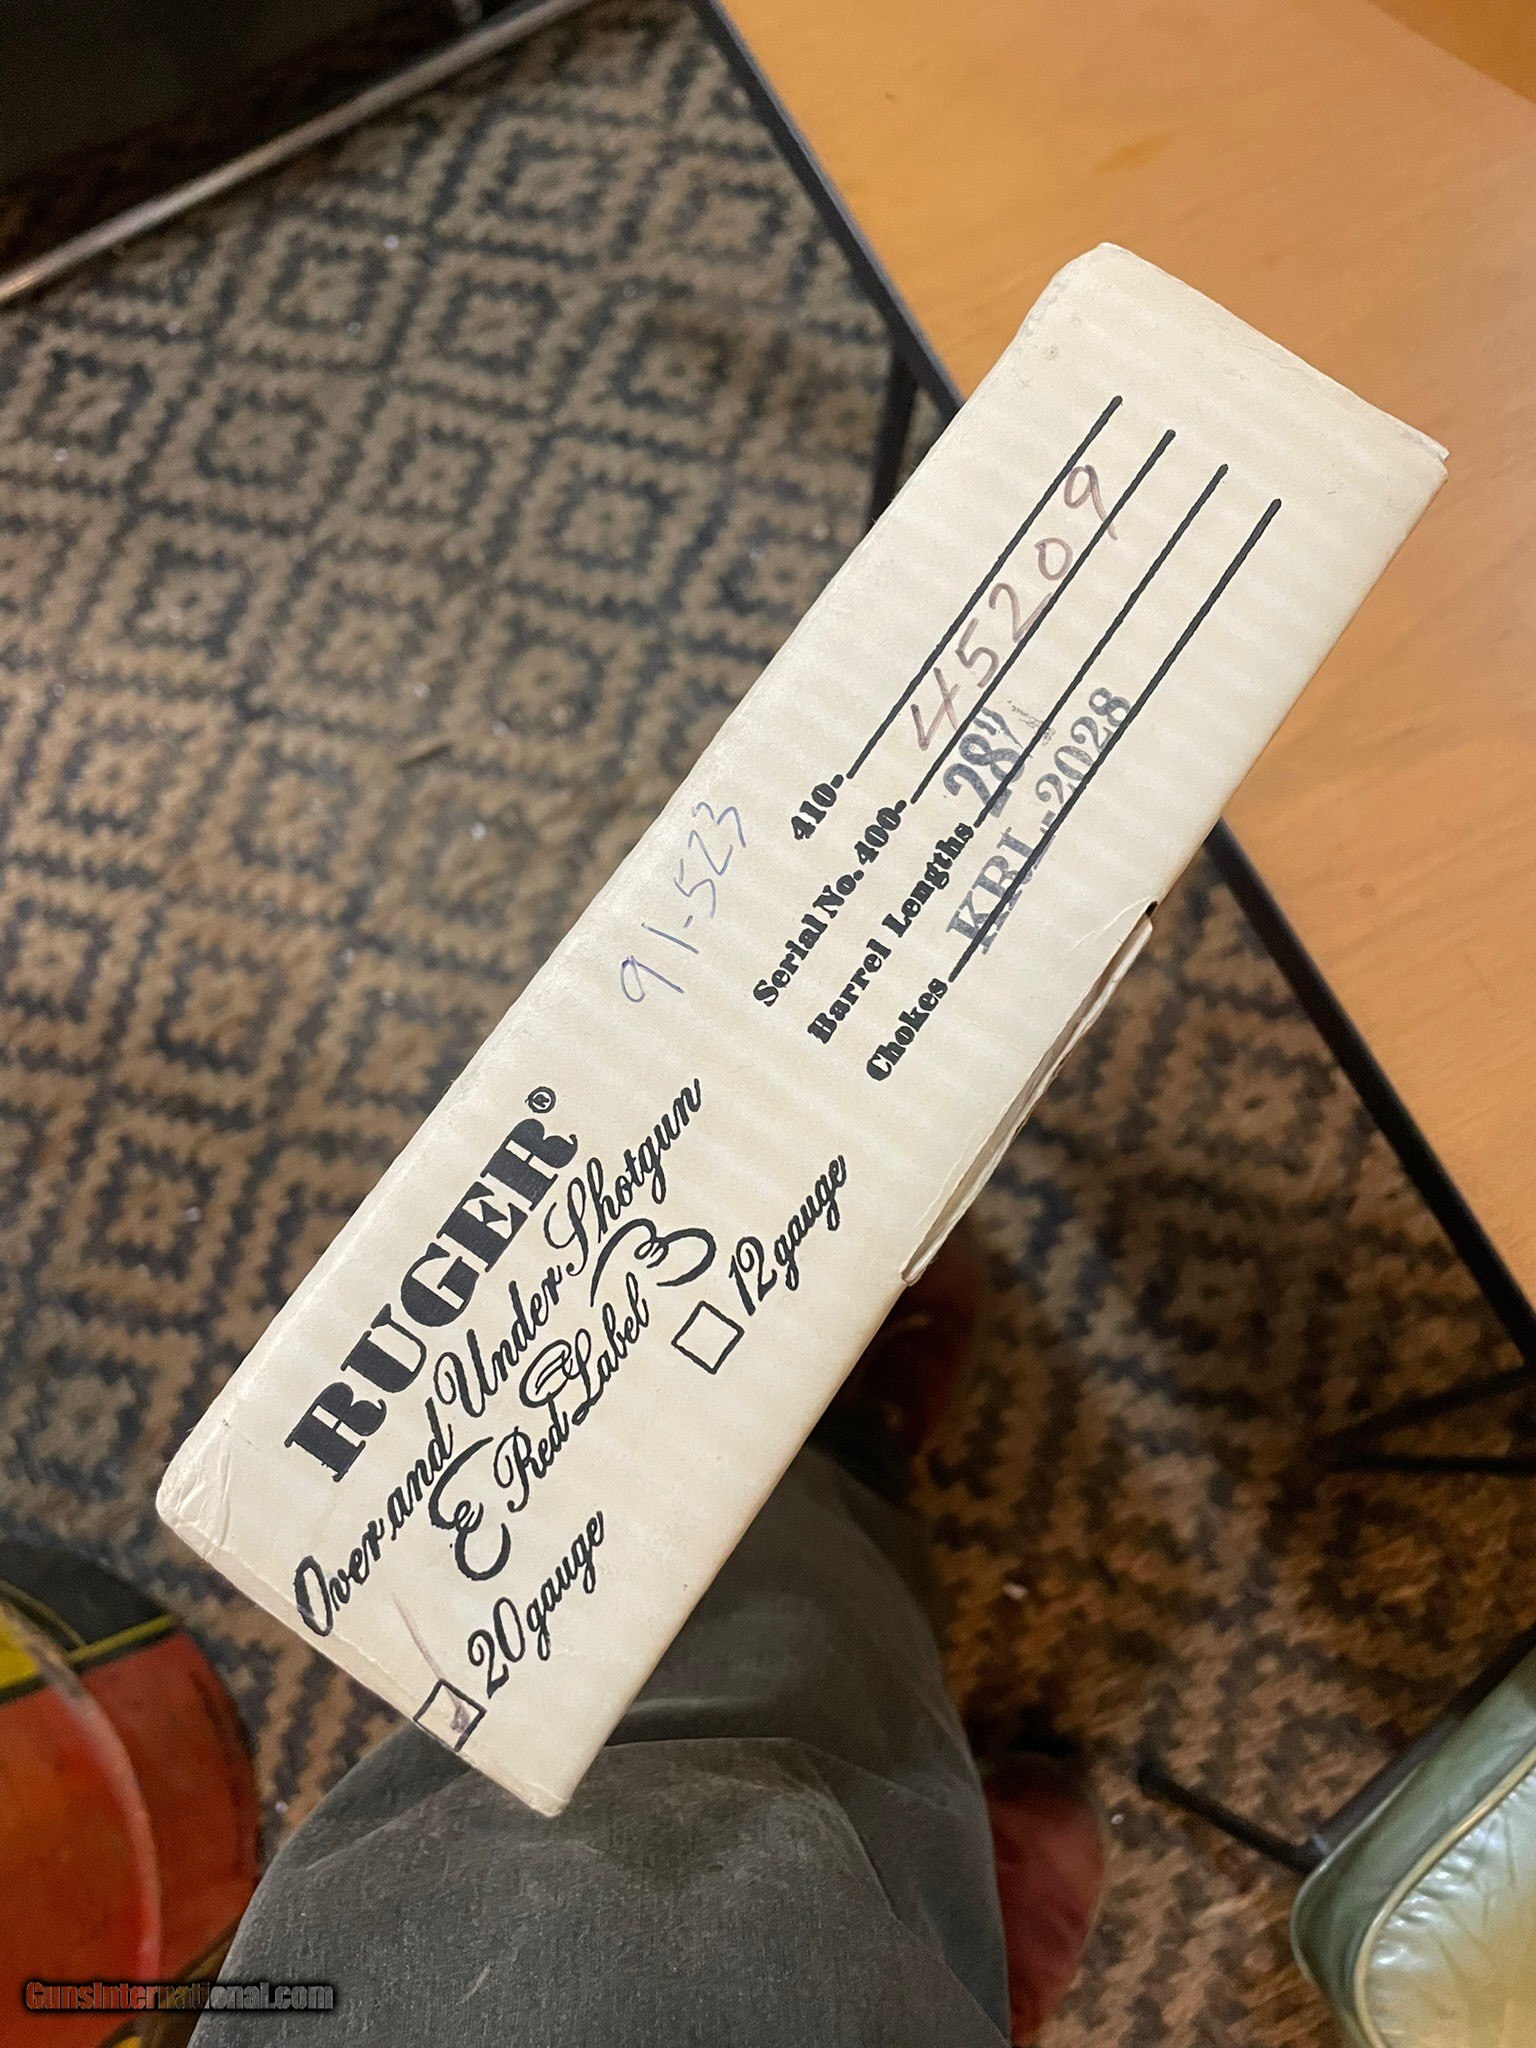 RUGER®
Over and Under Shotgun
Red Label
20 gauge
12 gauge
91-523
410-
Serial No. 400- 45209
Barrel Lengths 28"
Chokes KRL-2028
GunsInternational.com